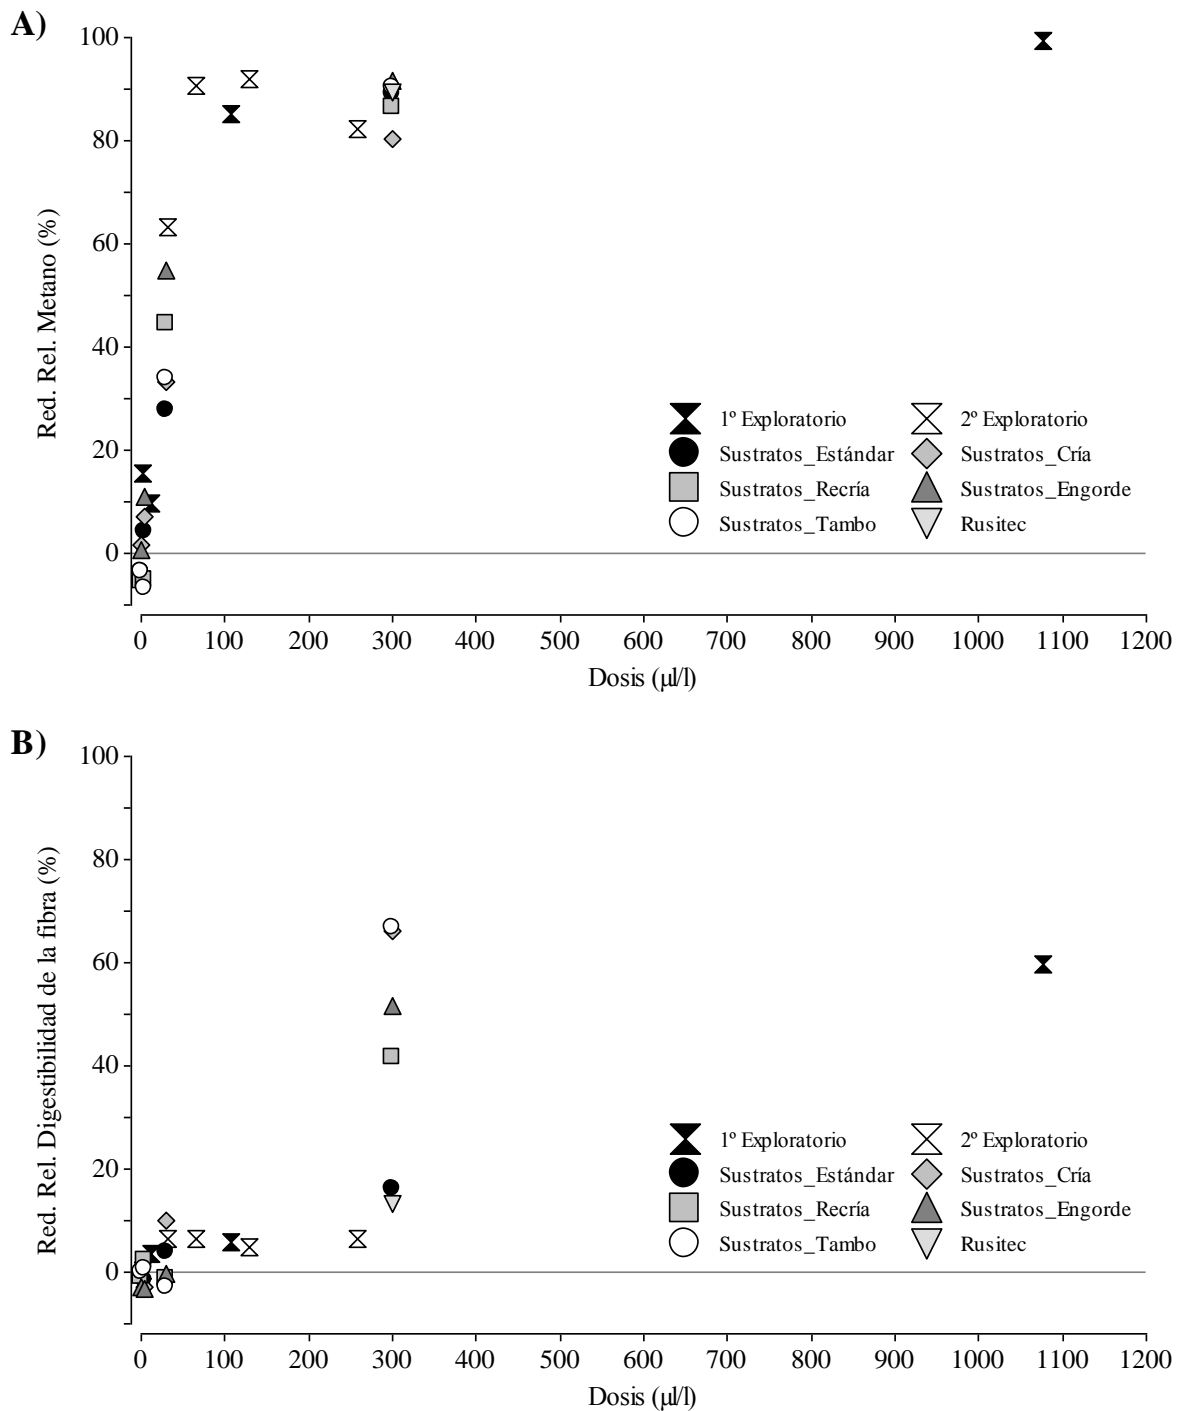 A)
Red. Rel. Metano (%)
100
80
60
40
20
0
1º Exploratorio
2º Exploratorio
Sustratos_Estándar
Sustratos_Cría
Sustratos_Recría
Sustratos_Engorde
Sustratos_Tambo
Rusitec
0 100 200 300 400 500 600 700 800 900 1000 1100 1200
Dosis (µl/l)
B)
Red. Rel. Digestibilidad de la fibra (%)
100
80
60
40
20
0
1º Exploratorio
2º Exploratorio
Sustratos_Estándar
Sustratos_Cría
Sustratos_Recría
Sustratos_Engorde
Sustratos_Tambo
Rusitec
0 100 200 300 400 500 600 700 800 900 1000 1100 1200
Dosis (µl/l)